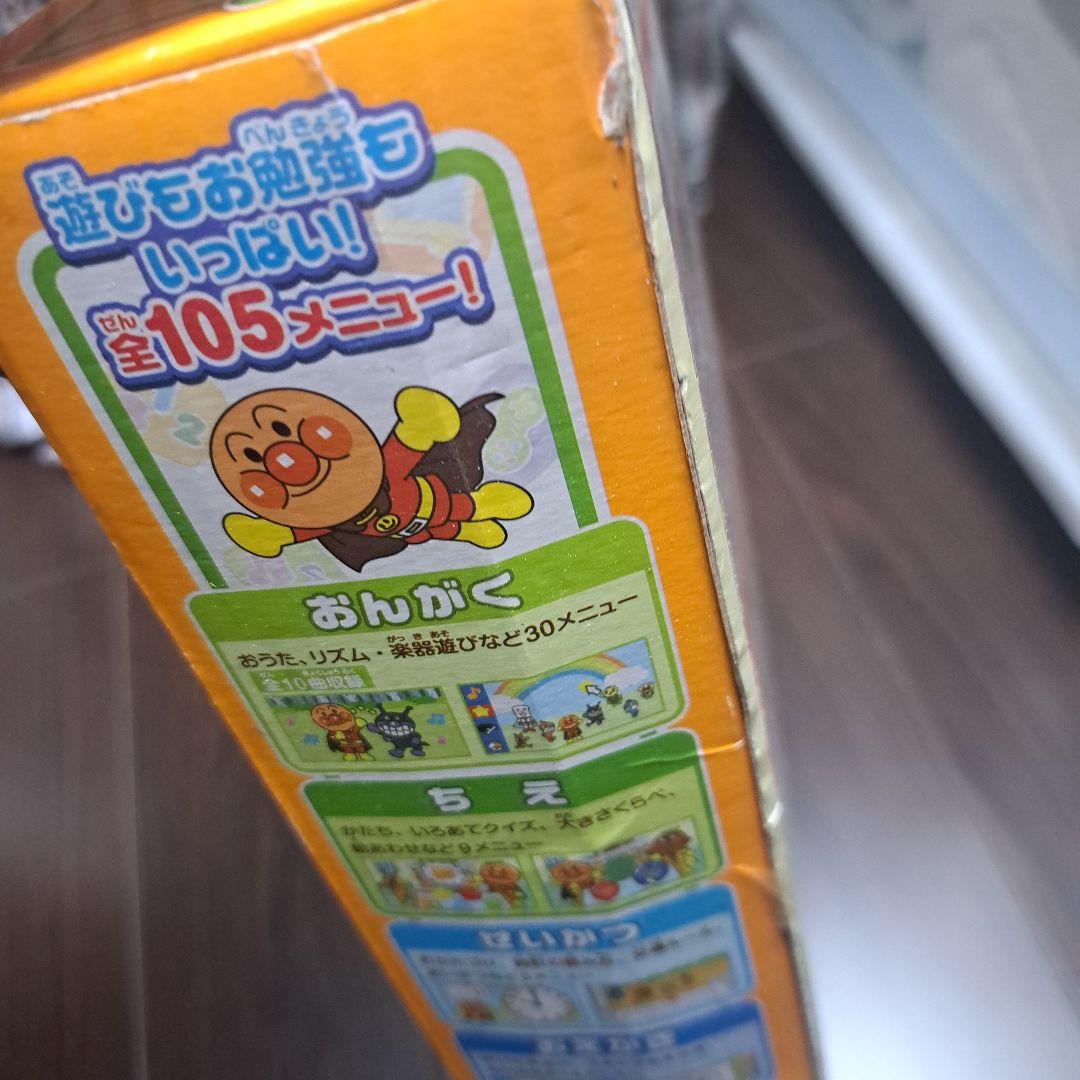 遊びもお勉強も
いっぱい!
全105メニュー!
おんがく
おうた、リズム・楽器遊びなど30メニュー
全10曲収録
ちえ
かたち、いろあてクイズ、大きさくらべ、
絵あわせなど9メニュー
せいかつ